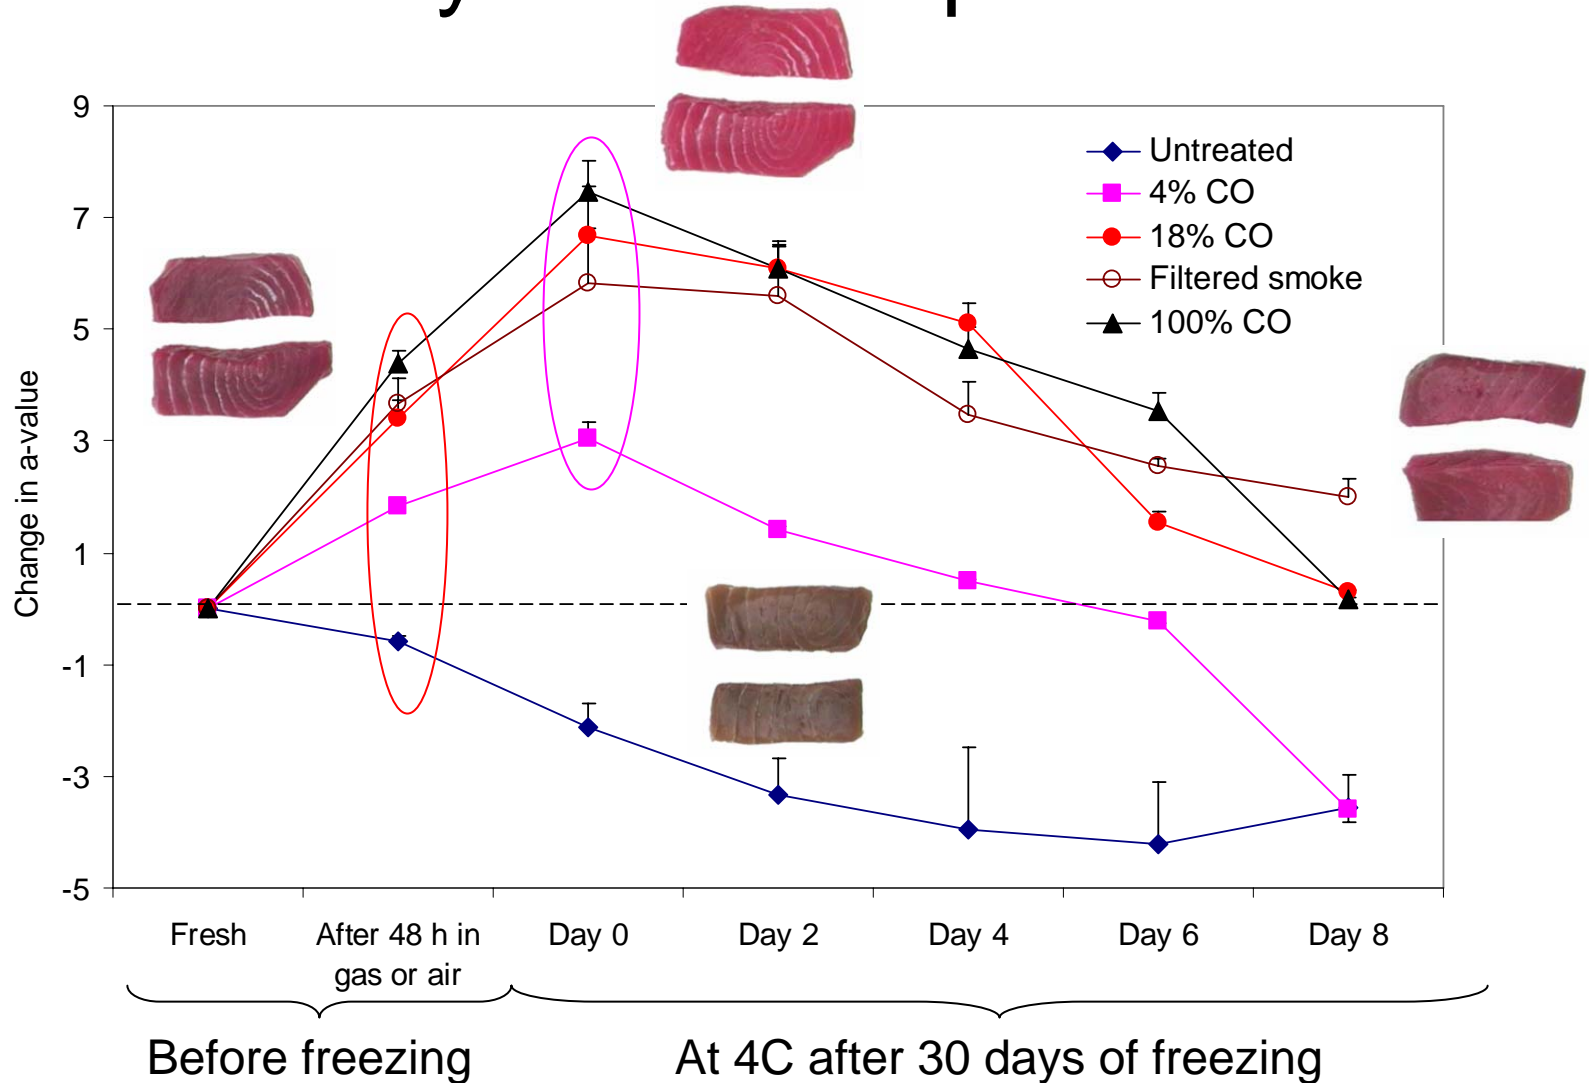 9
7
5
3
1
-1
-3
-5
Change in a-value
Untreated
4% CO
18% CO
Filtered smoke
100% CO
Fresh
After 48 h in
gas or air
Day 0
Day 2
Day 4
Day 6
Day 8
Before freezing
At 4C after 30 days of freezing